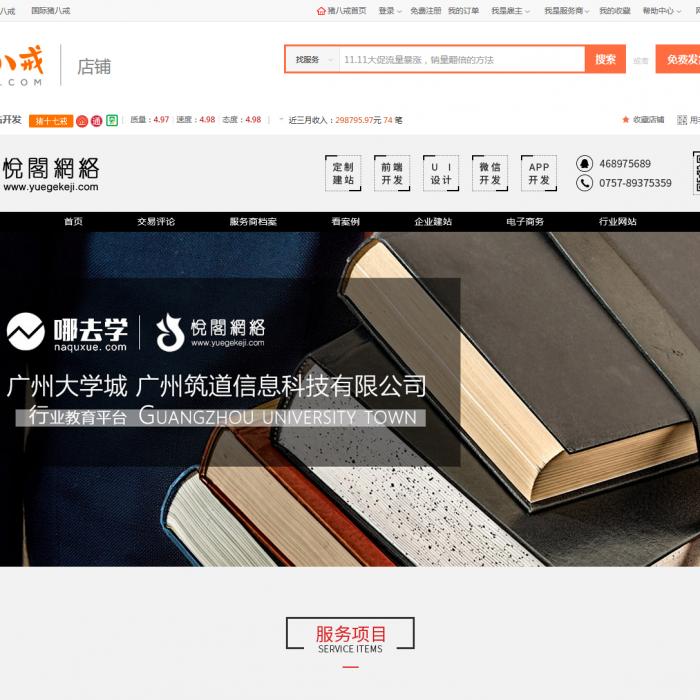 八戒 国际猪八戒 猪八戒首页 登录 免费注册 我的订单 我是雇主 我是服务商 我的收藏 帮助中心
八戒 店铺 找服务 11.11大促流量暴涨，销量翻倍的方法 搜索 或者 免费发
.COM
开发 猪十七戒 企 通 学 质量：4.97 速度：4.98 态度：4.98 近三月收入：298795.97元 74 笔 收藏店铺
悦阁網络 定制 前端 U I 微信 APP 468975689
www.yuegekeji.com 建站 开发 设计 开发 开发 0757-89375359
首页 交易评论 服务商档案 看案例 企业建站 电子商务 行业网站
哪去学 悦閣網络
naquxue.com www.yuegekeji.com
广州大学城 广州筑道信息科技有限公司
行业教育平台 GUANGZHOU UNIVERSITY TOWN
服务项目
SERVICE ITEMS